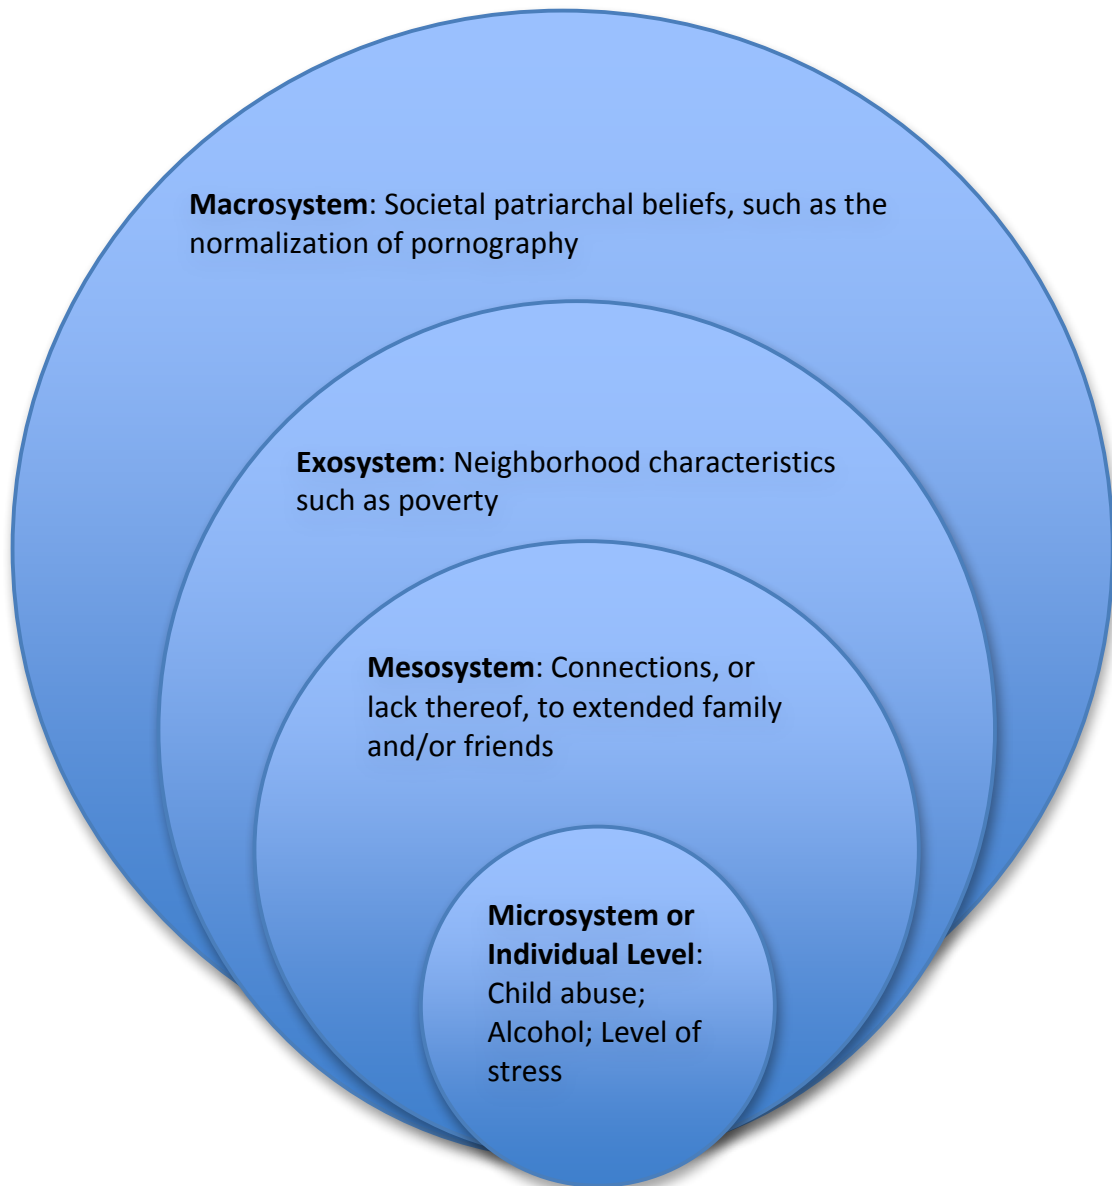 Macrosystem: Societal patriarchal beliefs, such as the
normalization of pornography
Exosystem: Neighborhood characteristics
such as poverty
Mesosystem: Connections, or
lack thereof, to extended family
and/or friends
Microsystem or
Individual Level:
Child abuse;
Alcohol; Level of
stress